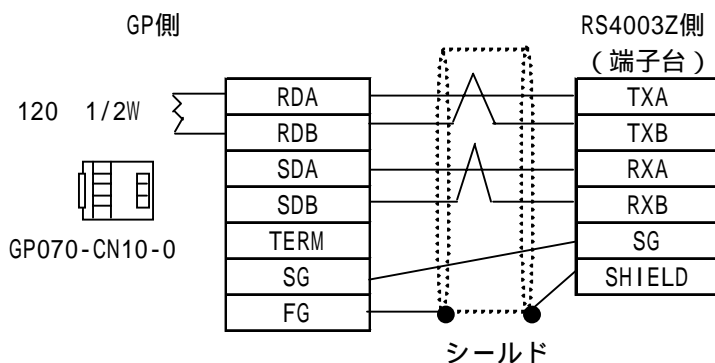 GP側
RS4003Z側
(端子台)
120 1/2W
RDA
TXA
RDB
TXB
SDA
RXA
SDB
RXB
GP070-CN10-0
TERM
SG
SG
SHIELD
FG
シールド